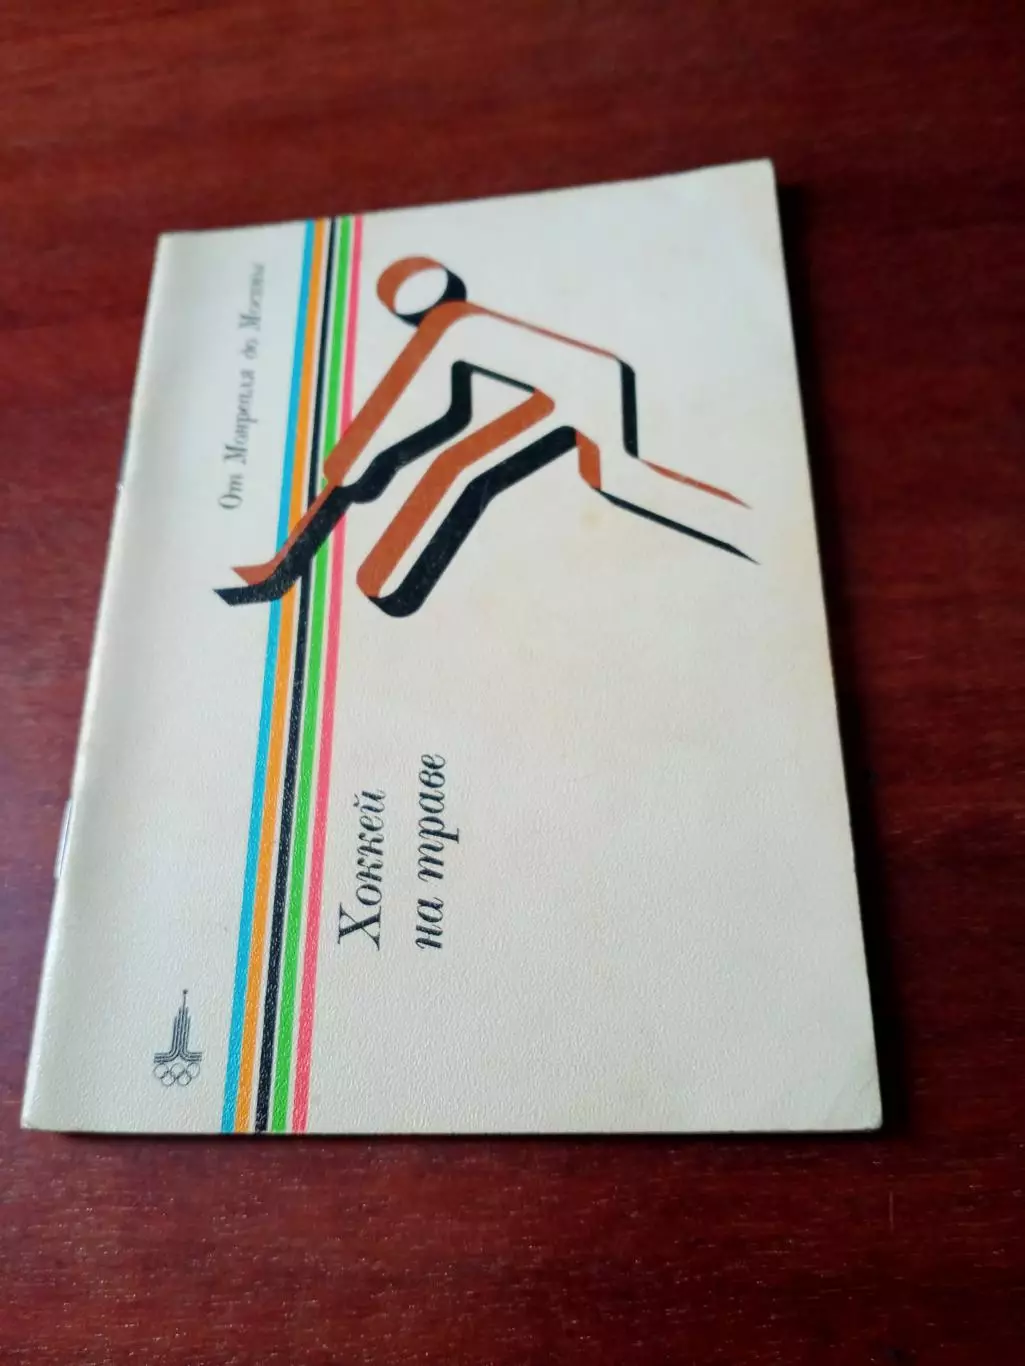 От Монреаля до Москвы
Хоккей
на траве